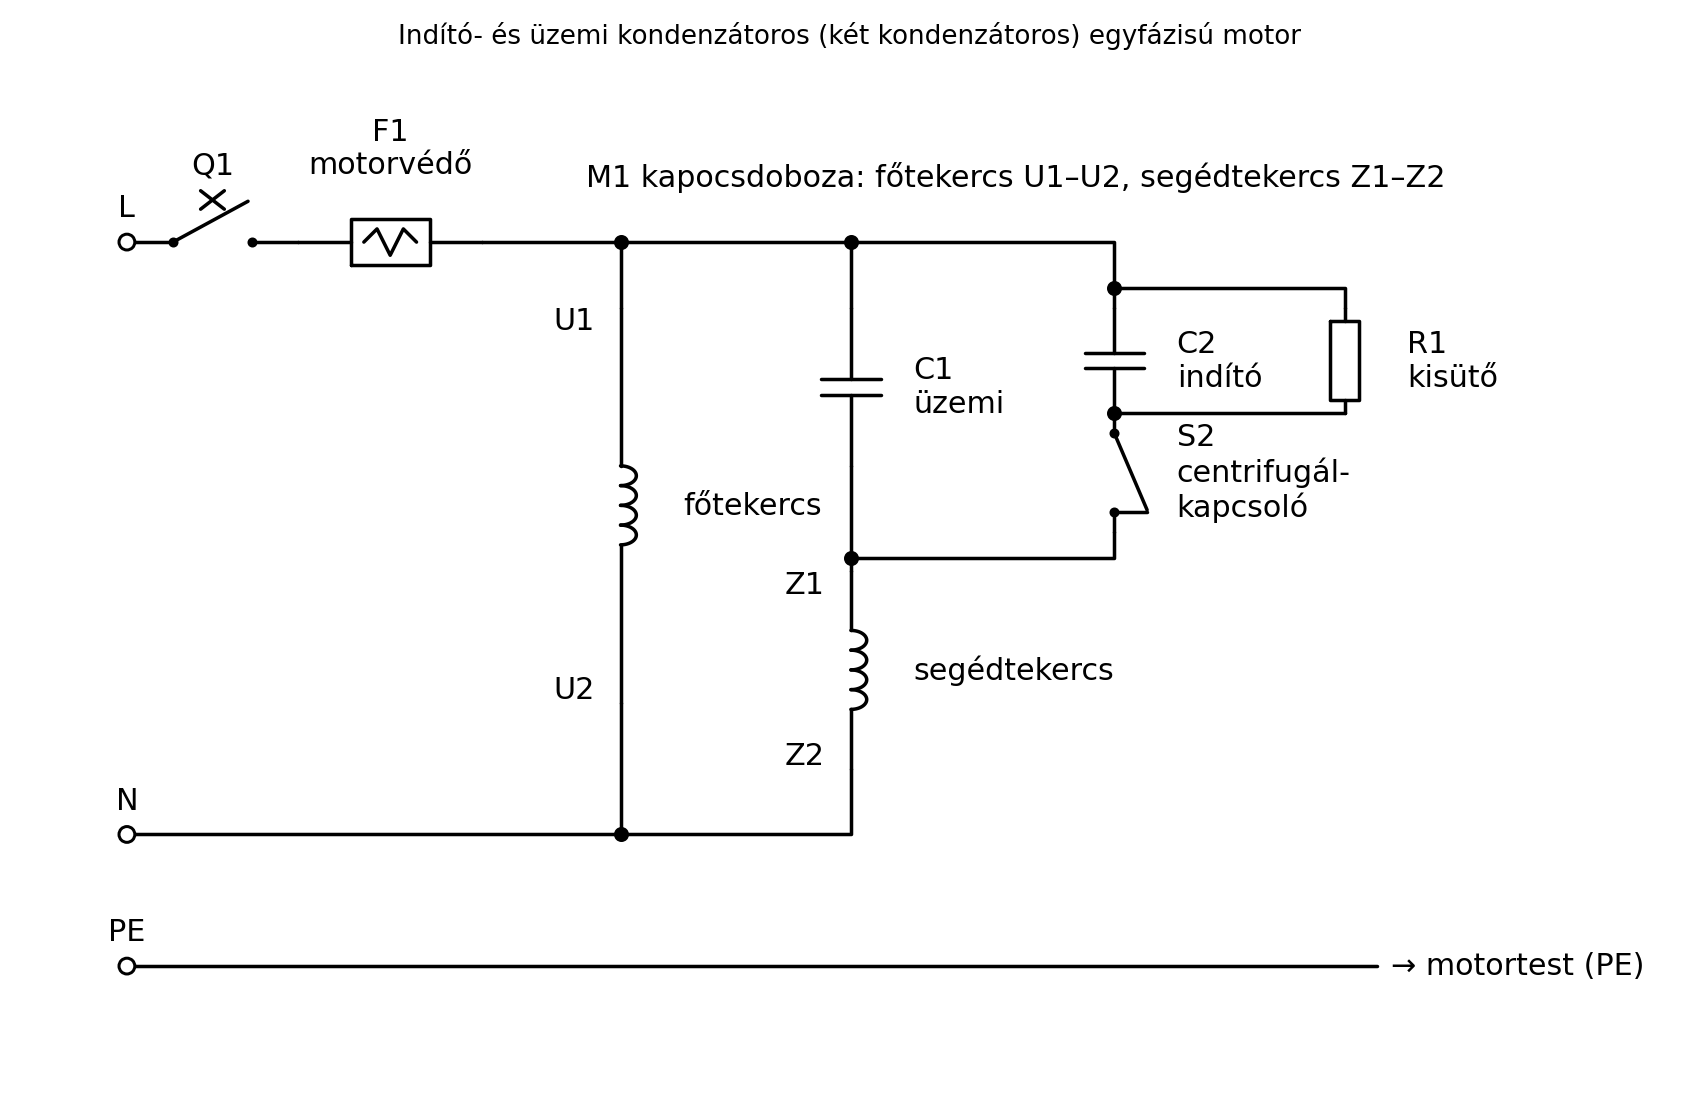 Indító- és üzemi kondenzátoros (két kondenzátoros) egyfázisú motor
F1
motorvédő
Q1
M1 kapocsdoboza: főtekercs U1–U2, segédtekercs Z1–Z2
L
U1
C1
üzemi
C2
indító
R1
kisütő
S2
centrifugál-
kapcsoló
főtekercs
Z1
segédtekercs
U2
Z2
N
PE
→ motortest (PE)